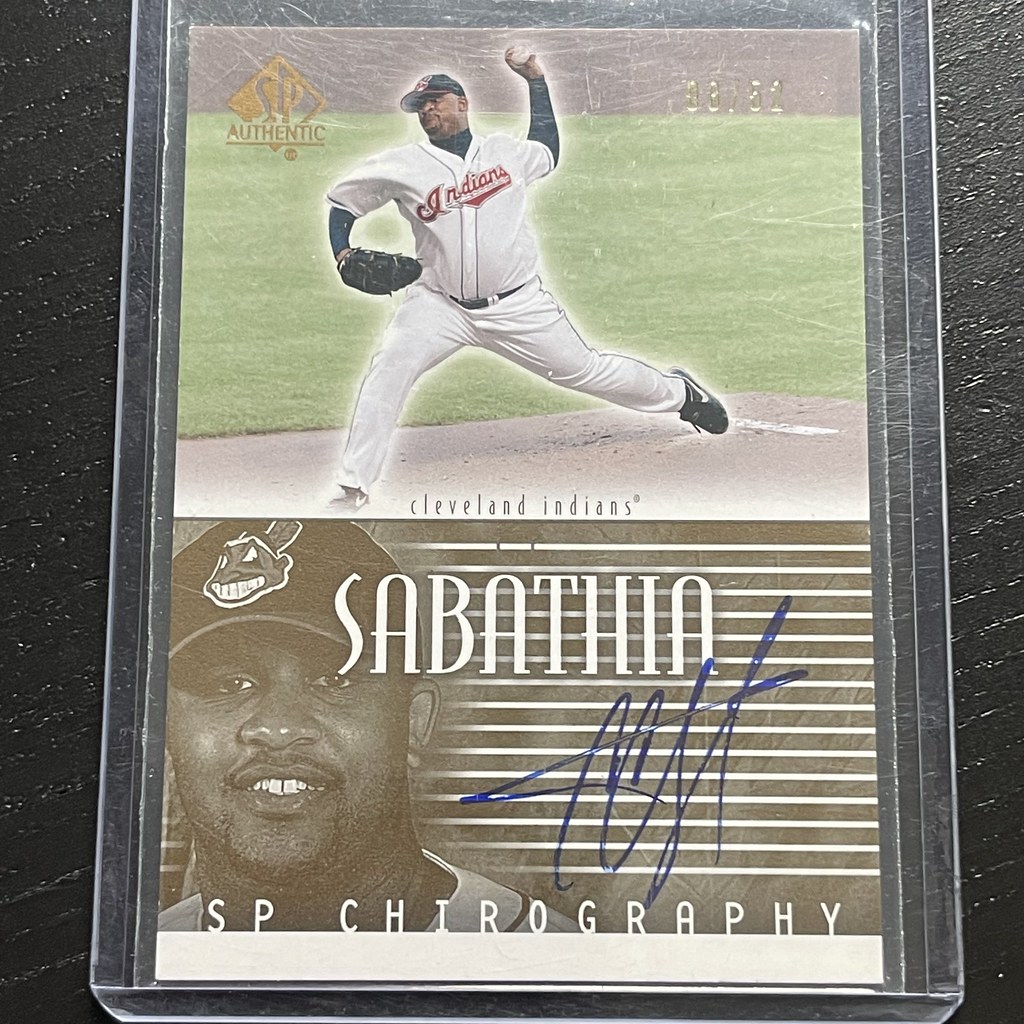 SP
AUTHENTIC
Indians
cleveland indians®
SABATHIA
SP CHIROGRAPHY